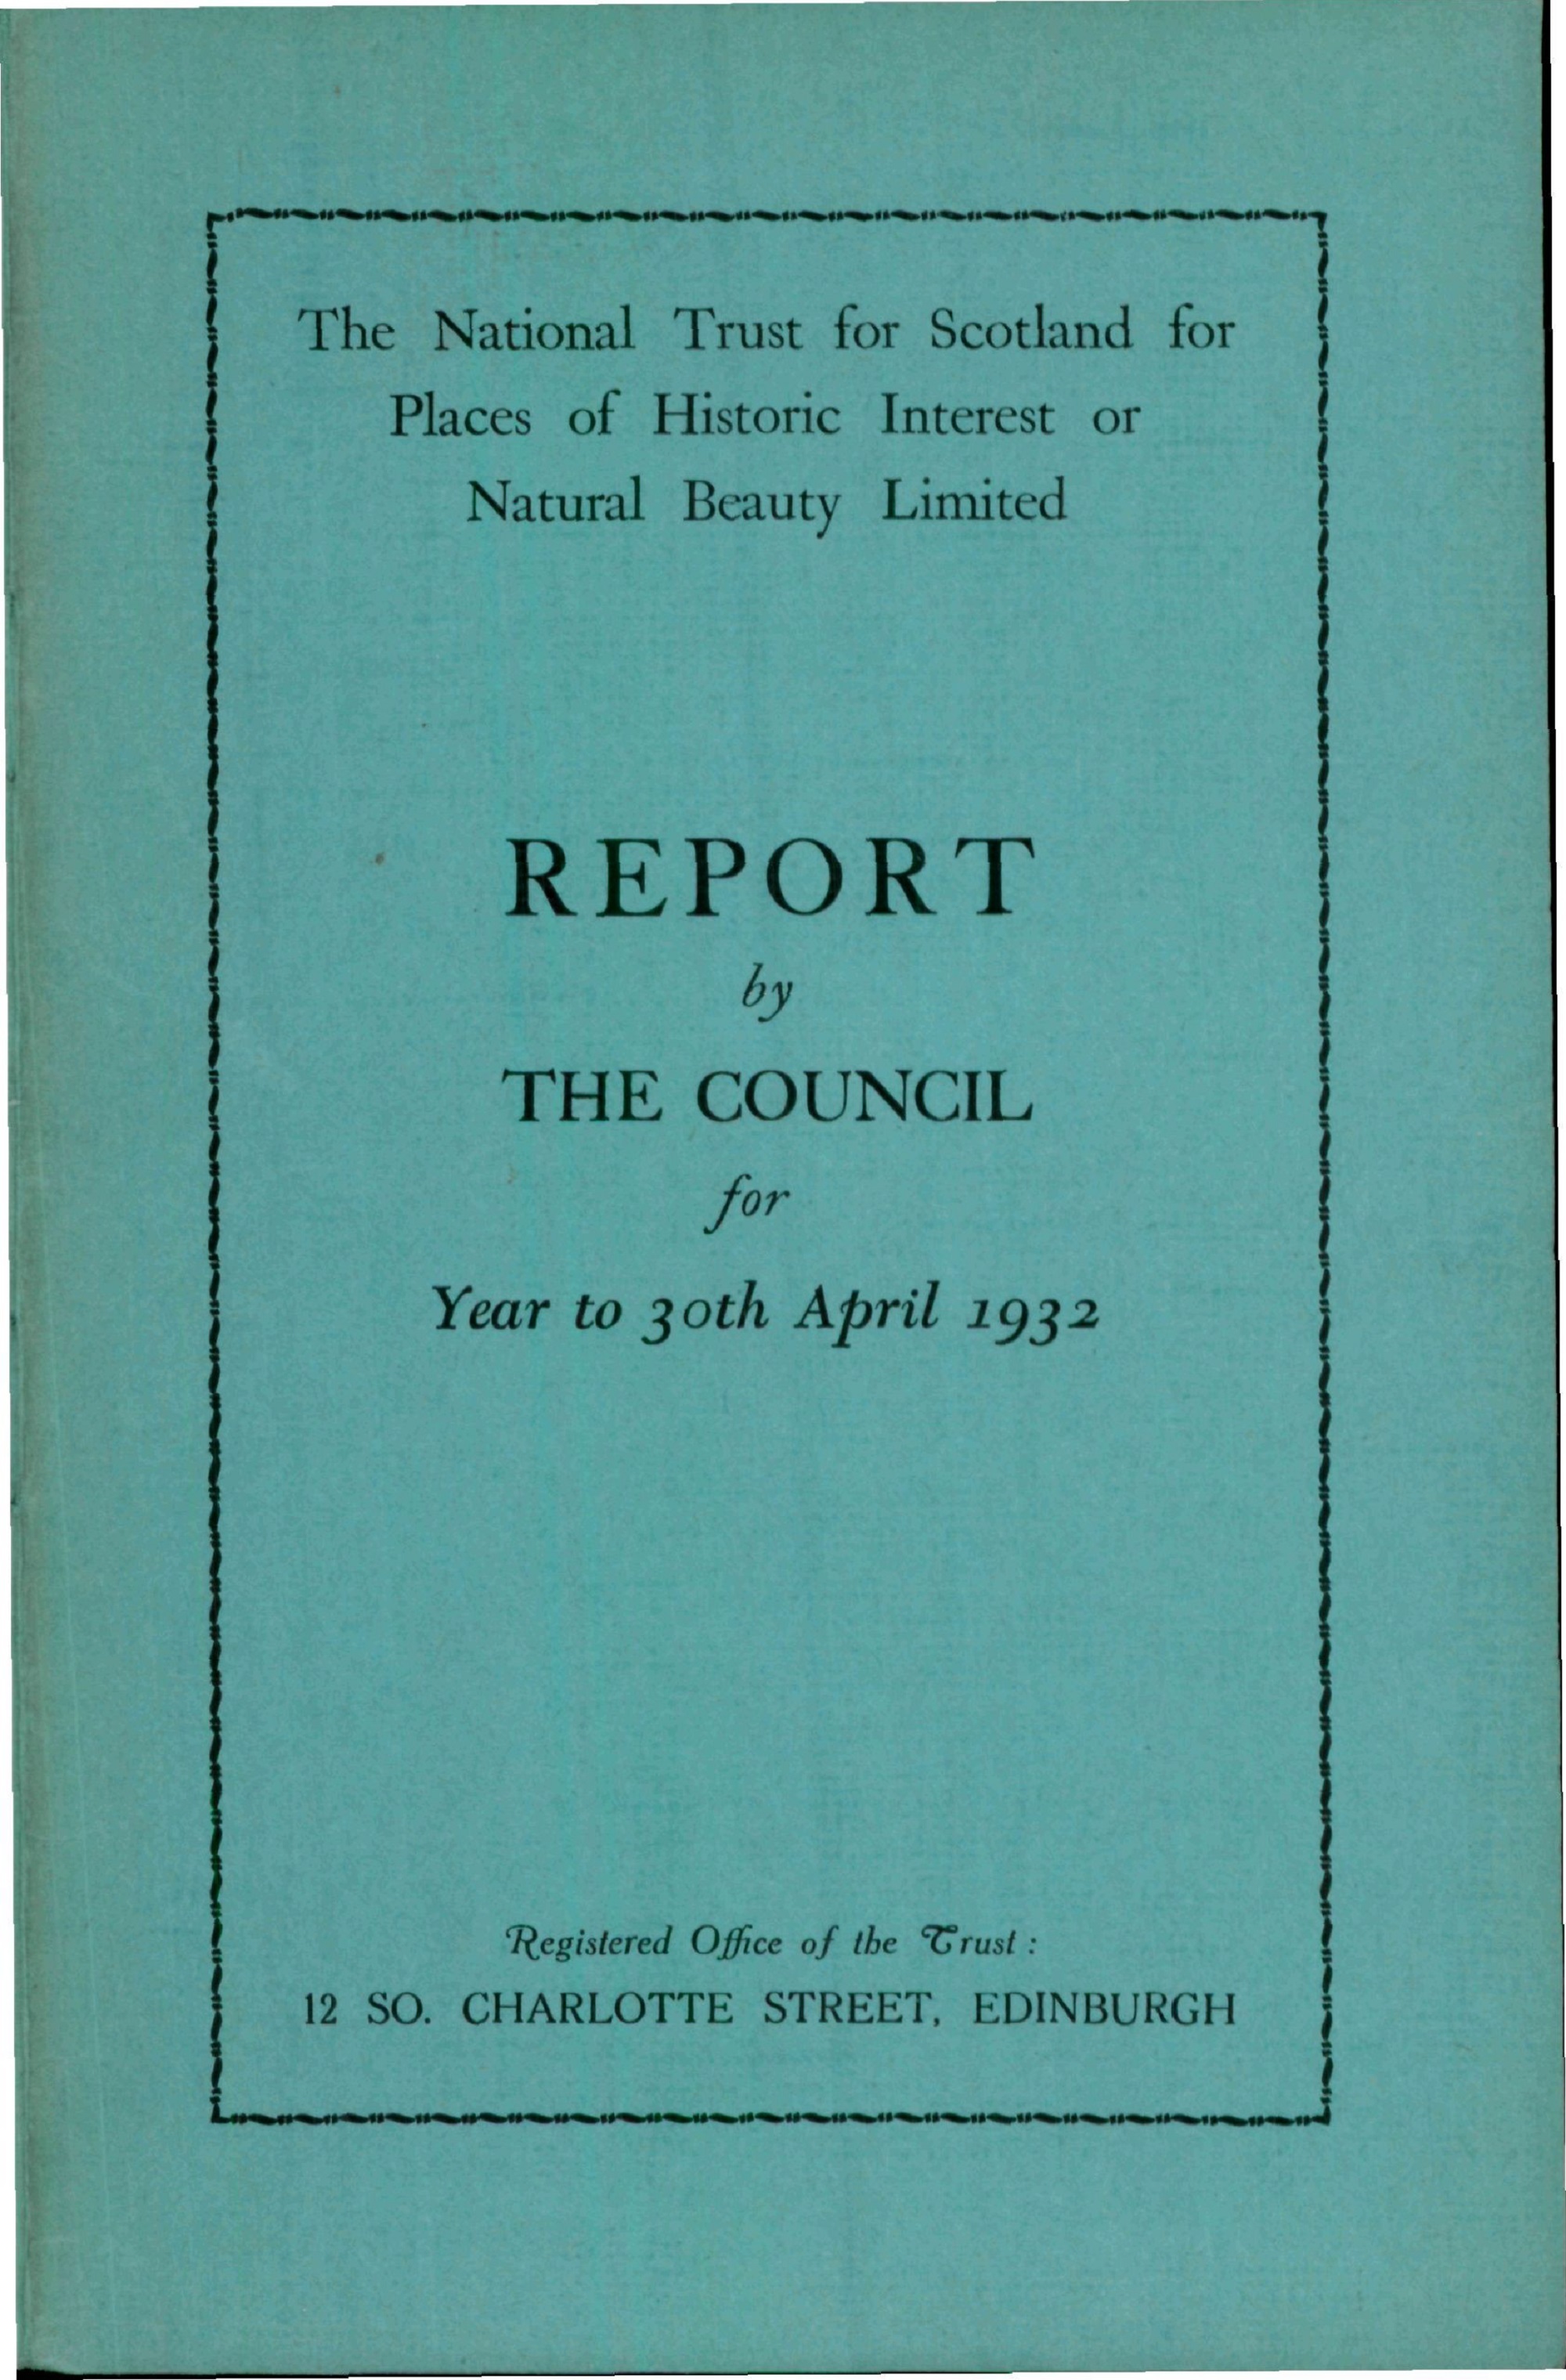 The National Trust for Scotland for
Places of Historic Interest or
Natural Beauty Limited
REPORT
by
THE COUNCIL
for
Year to 30th April 1932
Registered Office of the Trust :
12 SO. CHARLOTTE STREET, EDINBURGH